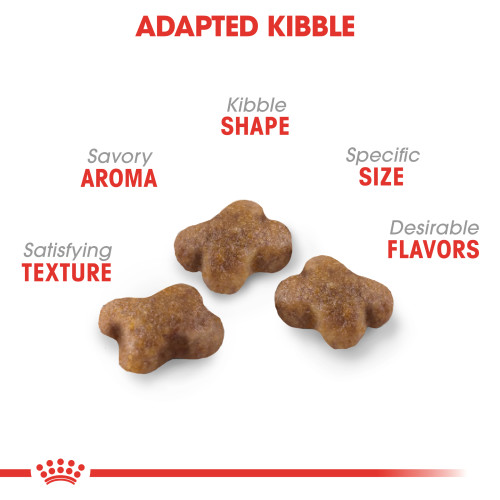 ADAPTED KIBBLE
Kibble
SHAPE
Savory
AROMA
Specific
SIZE
Satisfying
TEXTURE
Desirable
FLAVORS